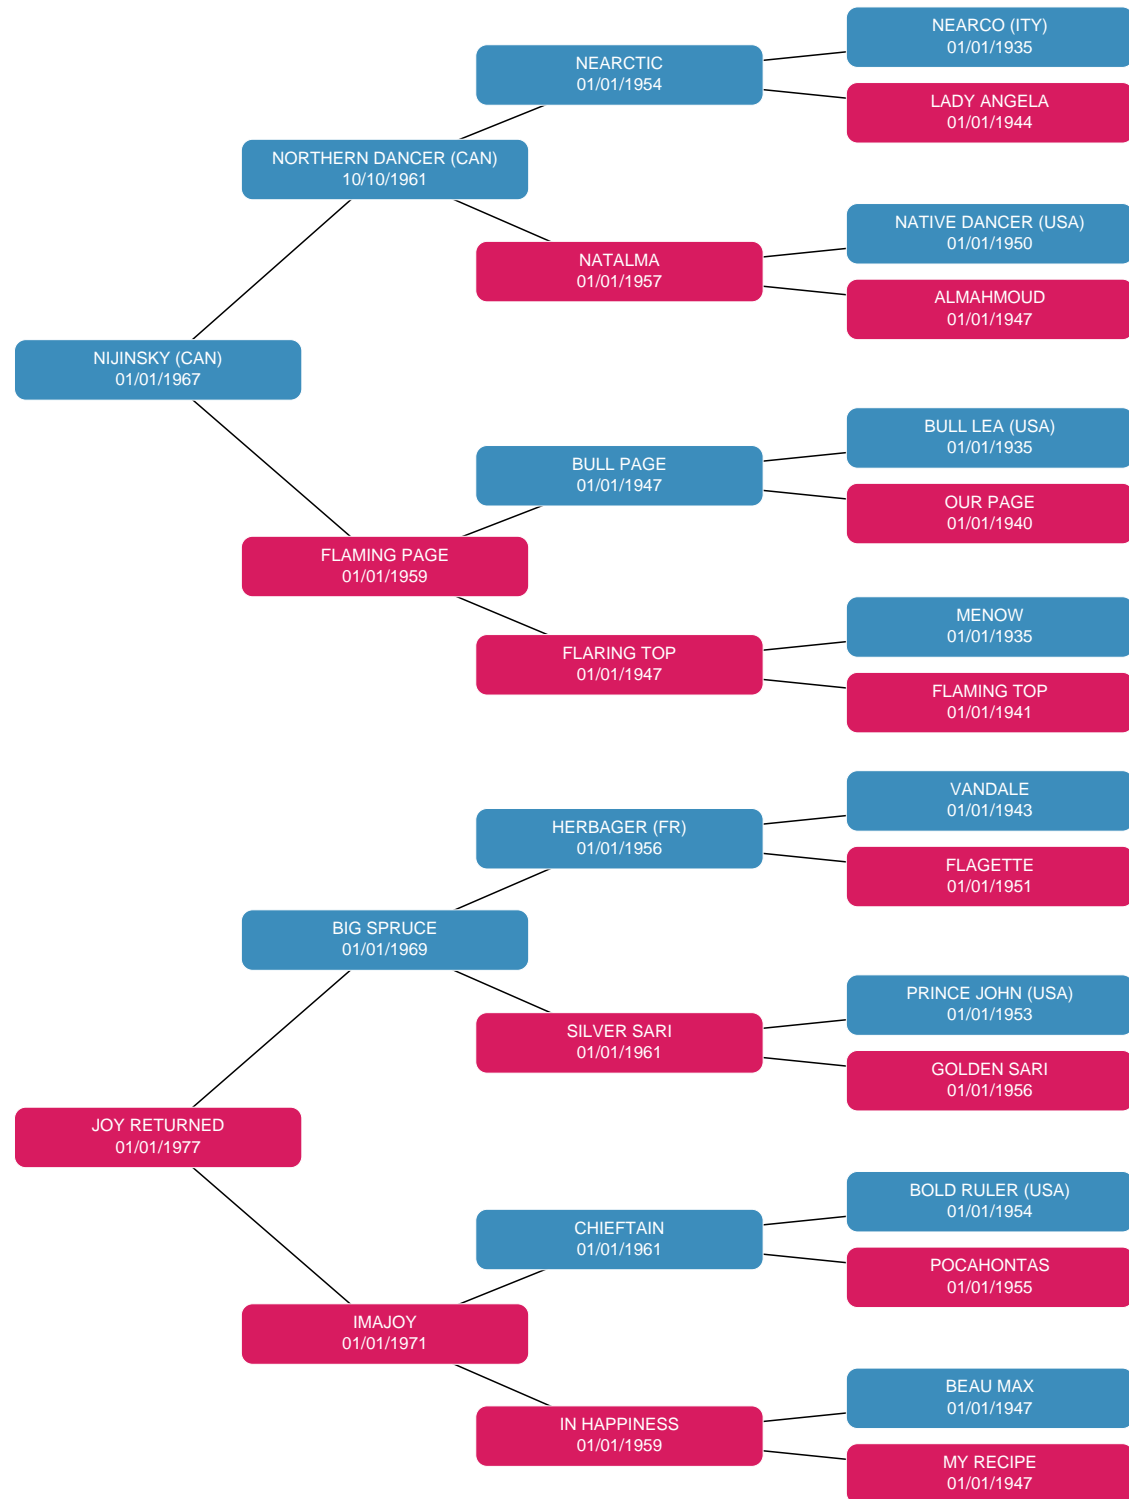 NEARCO (ITY)
01/01/1935
NEARCTIC
01/01/1954
LADY ANGELA
01/01/1944
NORTHERN DANCER (CAN)
10/10/1961
NATIVE DANCER (USA)
01/01/1950
NATALMA
01/01/1957
ALMAHMOUD
01/01/1947
NIJINSKY (CAN)
01/01/1967
BULL LEA (USA)
01/01/1935
BULL PAGE
01/01/1947
OUR PAGE
01/01/1940
FLAMING PAGE
01/01/1959
MENOW
01/01/1935
FLARING TOP
01/01/1947
FLAMING TOP
01/01/1941
VANDALE
01/01/1943
HERBAGER (FR)
01/01/1956
FLAGETTE
01/01/1951
BIG SPRUCE
01/01/1969
PRINCE JOHN (USA)
01/01/1953
SILVER SARI
01/01/1961
GOLDEN SARI
01/01/1956
JOY RETURNED
01/01/1977
BOLD RULER (USA)
01/01/1954
CHIEFTAIN
01/01/1961
POCAHONTAS
01/01/1955
IMAJOY
01/01/1971
BEAU MAX
01/01/1947
IN HAPPINESS
01/01/1959
MY RECIPE
01/01/1947